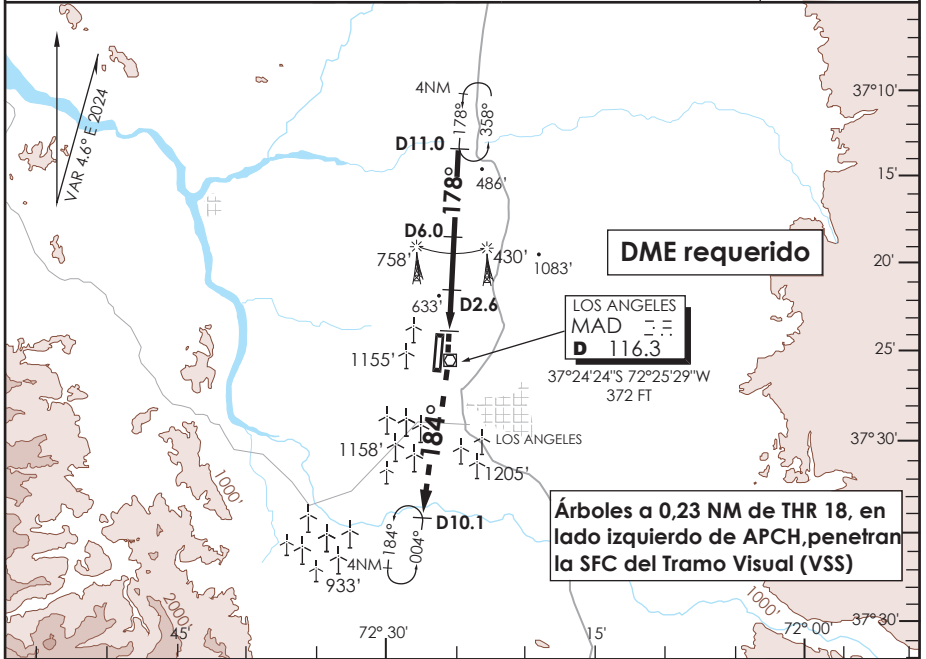 VAR 4.6° E 2024
4NM
178°
358°
37°10'
D11.0
178°
486'
15'
D6.0
758'
430'
1083'
DME requerido
20'
633'
D2.6
LOS ANGELES
MAD
D 116.3
1155'
25'
37°24'24"S 72°25'29"W
372 FT
184°
1158'
LOS ANGELES
37°30'
1205'
1000'
D10.1
Árboles a 0,23 NM de THR 18, en
lado izquierdo de APCH,penetran
la SFC del Tramo Visual (VSS)
184°
004°
4NM
933'
2000'
1000'
37°30'
45'
72°30'
15'
72°00'